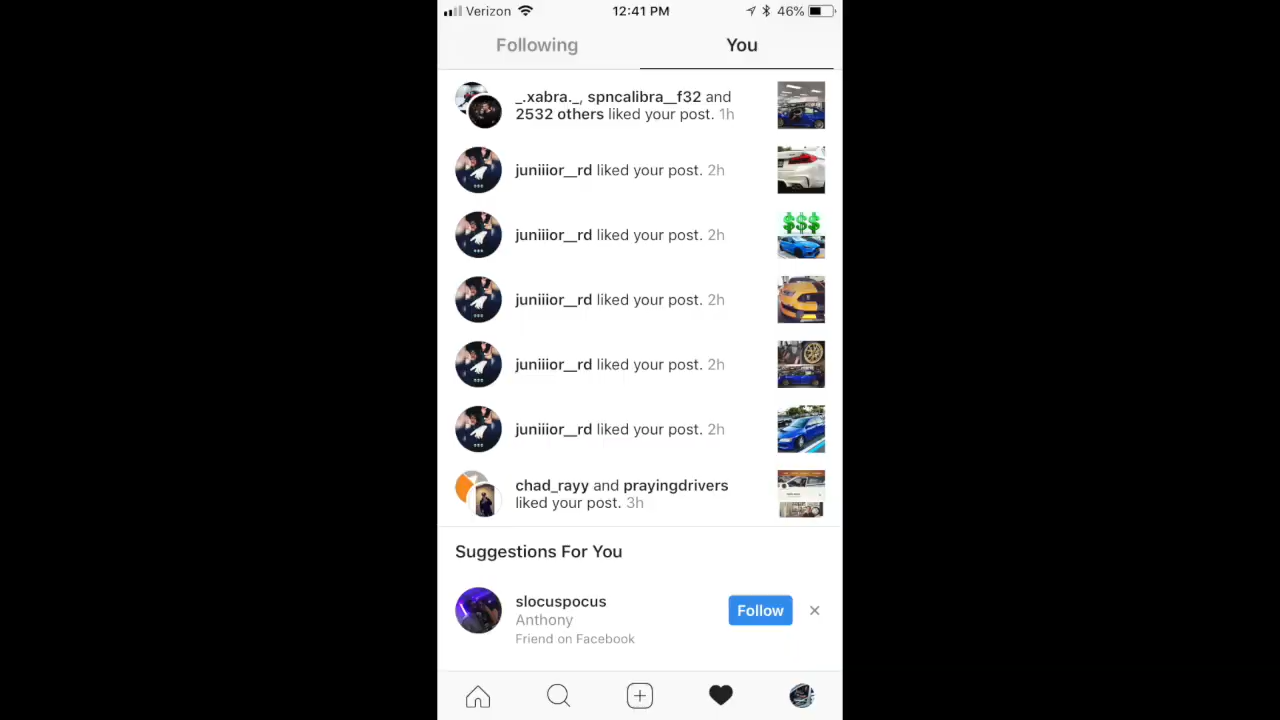 Verizon 12:41 PM 46%
Following You
_.xabra._, spncalibra__f32 and
2532 others liked your post. 1h
juniiior__rd liked your post. 2h
juniiior__rd liked your post. 2h
$$$
juniiior__rd liked your post. 2h
juniiior__rd liked your post. 2h
juniiior__rd liked your post. 2h
chad_rayy and prayingdrivers
liked your post. 3h
Suggestions For You
slocuspocus
Anthony
Friend on Facebook
Follow